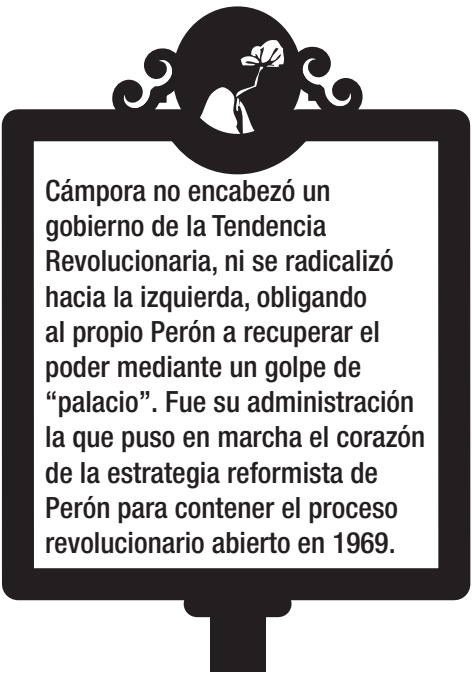 Cámpora no encabezó un
gobierno de la Tendencia
Revolucionaria, ni se radicalizó
hacia la izquierda, obligando
al propio Perón a recuperar el
poder mediante un golpe de
“palacio”. Fue su administración
la que puso en marcha el corazón
de la estrategia reformista de
Perón para contener el proceso
revolucionario abierto en 1969.